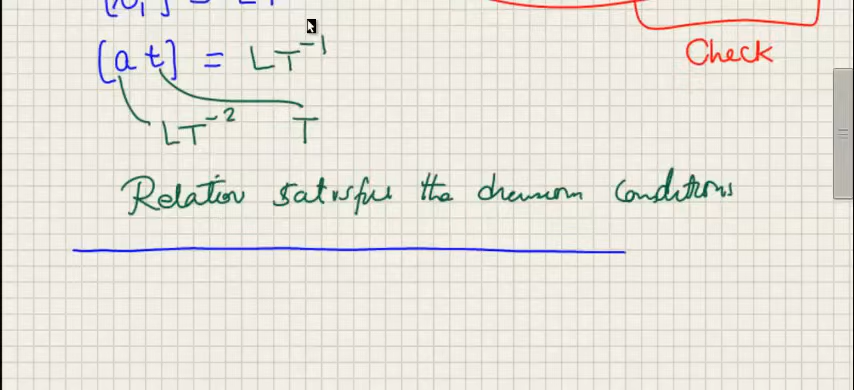 [at] = LT⁻¹
Check
LT⁻² T
Relation satisfies the dimension conditions